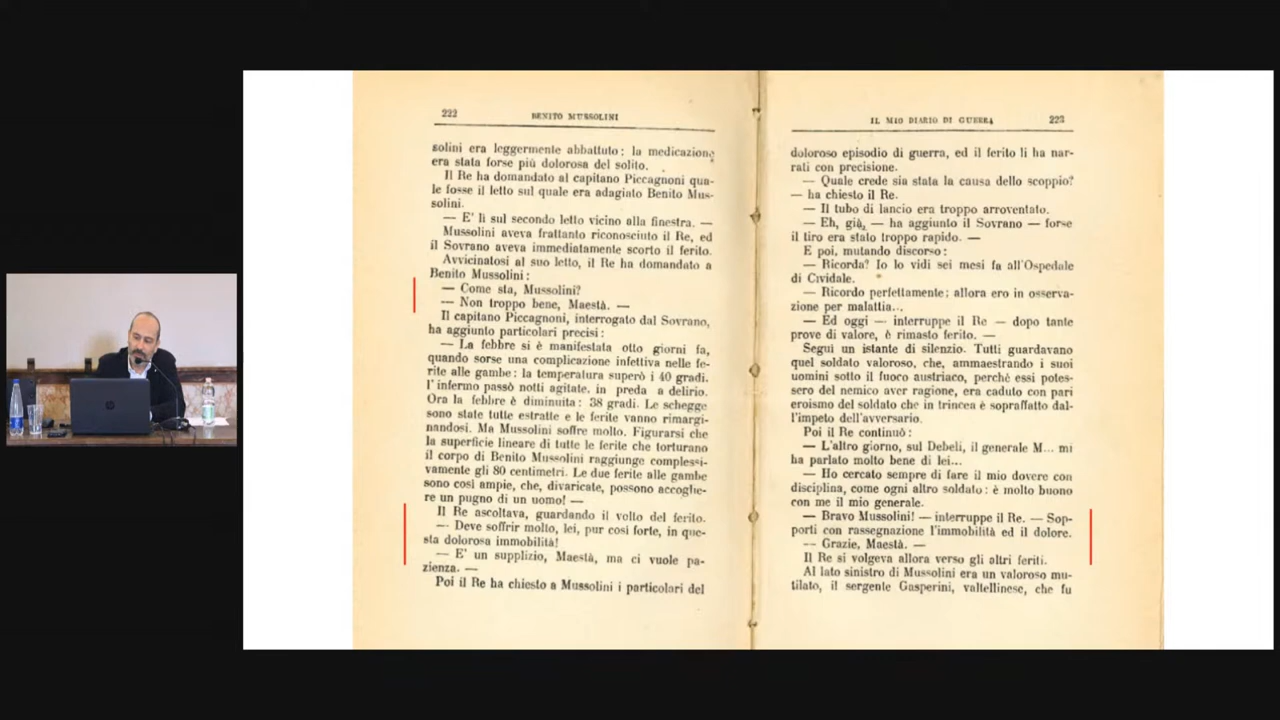 222
BENITO MUSSOLINI
solini era leggermente abbattuto: la medicazione
era stata forse più dolorosa del solito.
Il Re ha domandato al capitano Piccagnoni qua-
le fosse il letto sul quale era adagiato Benito Mus-
solini.
— E' lì sul secondo letto vicino alla finestra. —
Mussolini aveva frattanto riconosciuto il Re, ed
il Sovrano aveva immediatamente scorto il ferito.
Avvicinatosi al suo letto, il Re ha domandato a
Benito Mussolini:
— Come sta, Mussolini?
— Non troppo bene, Maestà. —
Il capitano Piccagnoni, interrogato dal Sovrano,
ha aggiunto particolari precisi:
— La febbre si è manifestata otto giorni fa,
quando sorse una complicazione infettiva nelle fe-
rite alle gambe: la temperatura superò i 40 gradi.
l'infermo passò notti agitate, in preda a delirio.
Ora la febbre è diminuita: 38 gradi. Le schegge
sono state tutte estratte e le ferite vanno rimargi-
nandosi. Ma Mussolini soffre molto. Figurarsi che
la superficie lineare di tutte le ferite che torturano
il corpo di Benito Mussolini raggiunge complessi-
vamente gli 80 centimetri. Le due ferite alle gambe
sono così ampie, che, divaricate, possono accoglie-
re un pugno di un uomo! —
Il Re ascoltava, guardando il volto del ferito.
— Deve soffrir molto, lei, pur così forte, in que-
sta dolorosa immobilità!
— E' un supplizio, Maestà, ma ci vuole pa-
zienza. —
Poi il Re ha chiesto a Mussolini i particolari del
IL MIO DIARIO DI GUERRA
223
doloroso episodio di guerra, ed il ferito li ha nar-
rati con precisione.
— Quale crede sia stata la causa dello scoppio?
— ha chiesto il Re.
— Il tubo di lancio era troppo arroventato.
— Eh, già, — ha aggiunto il Sovrano — forse
il tiro era stato troppo rapido. —
E poi, mutando discorso:
— Ricorda? Io lo vidi sei mesi fa all'Ospedale
di Cividale.
— Ricordo perfettamente; allora ero in osserva-
zione per malattia...
— Ed oggi — interruppe il Re — dopo tante
prove di valore, è rimasto ferito. —
Seguì un istante di silenzio. Tutti guardavano
quel soldato valoroso, che, ammaestrando i suoi
uomini sotto il fuoco austriaco, perchè essi potes-
sero del nemico aver ragione, era caduto con pari
eroismo del soldato che in trincea è sopraffatto dal-
l'impeto dell'avversario.
Poi il Re continuò:
— L'altro giorno, sul Debeli, il generale M... mi
ha parlato molto bene di lei...
— Ho cercato sempre di fare il mio dovere con
disciplina, come ogni altro soldato: è molto buono
con me il mio generale.
— Bravo Mussolini! — interruppe il Re. — Sop-
porti con rassegnazione l'immobilità ed il dolore.
— Grazie, Maestà. —
Il Re si volgeva allora verso gli altri feriti.
Al lato sinistro di Mussolini era un valoroso mu-
tilato, il sergente Gasperini, valtellinese, che fu